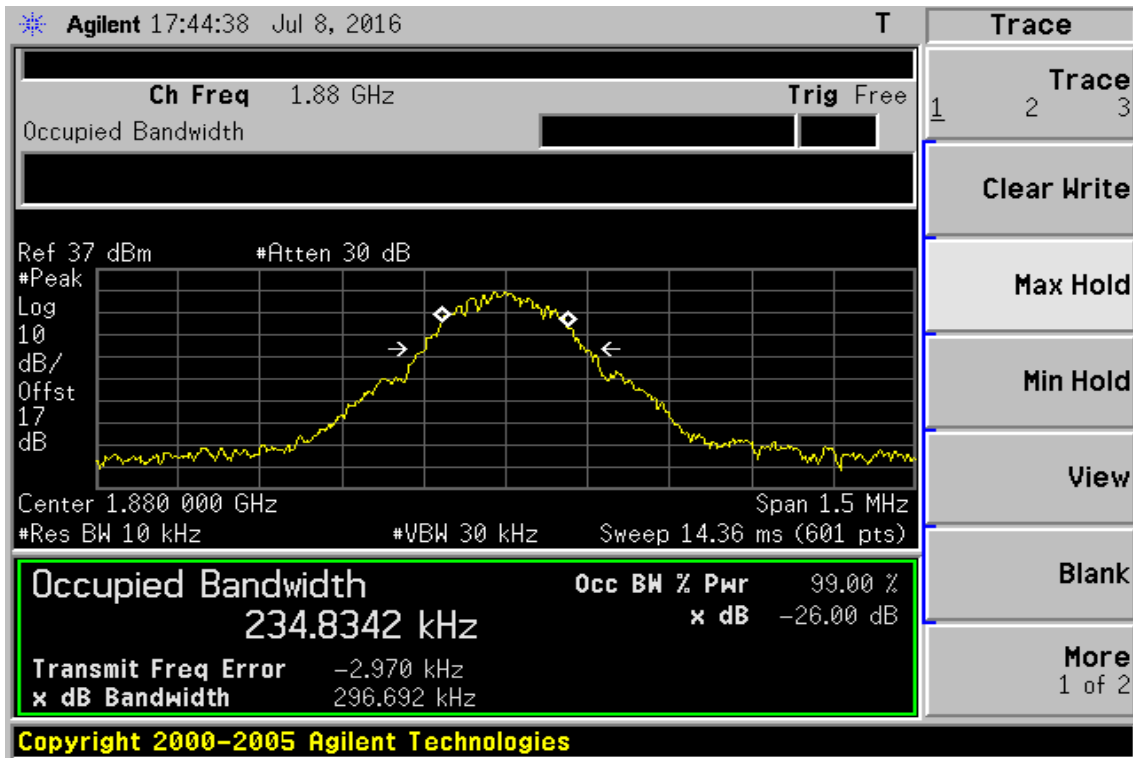 Agilent 17:44:38 Jul 8, 2016 T
Trace
Ch Freq 1.88 GHz Trig Free
Occupied Bandwidth
Trace
1 2 3
Clear Write
Max Hold
Min Hold
View
Blank
More
1 of 2
Ref 37 dBm #Atten 30 dB
#Peak
Log
10
dB/
Offst
17
dB
Center 1.880 000 GHz Span 1.5 MHz
#Res BW 10 kHz #VBW 30 kHz Sweep 14.36 ms (601 pts)
Occupied Bandwidth Occ BW % Pwr 99.00 %
234.8342 kHz x dB -26.00 dB
Transmit Freq Error -2.970 kHz
x dB Bandwidth 296.692 kHz
Copyright 2000-2005 Agilent Technologies